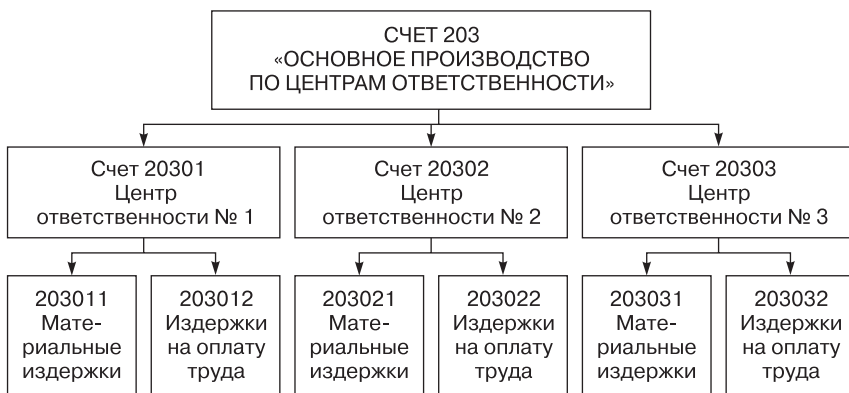 СЧЕТ 203
«ОСНОВНОЕ ПРОИЗВОДСТВО
ПО ЦЕНТРАМ ОТВЕТСТВЕННОСТИ»
Счет 20301
Центр
ответственности № 1
Счет 20302
Центр
ответственности № 2
Счет 20303
Центр
ответственности № 3
203011
Мате-
риальные
издержки
203012
Издержки
на оплату
труда
203021
Мате-
риальные
издержки
203022
Издержки
на оплату
труда
203031
Мате-
риальные
издержки
203032
Издержки
на оплату
труда